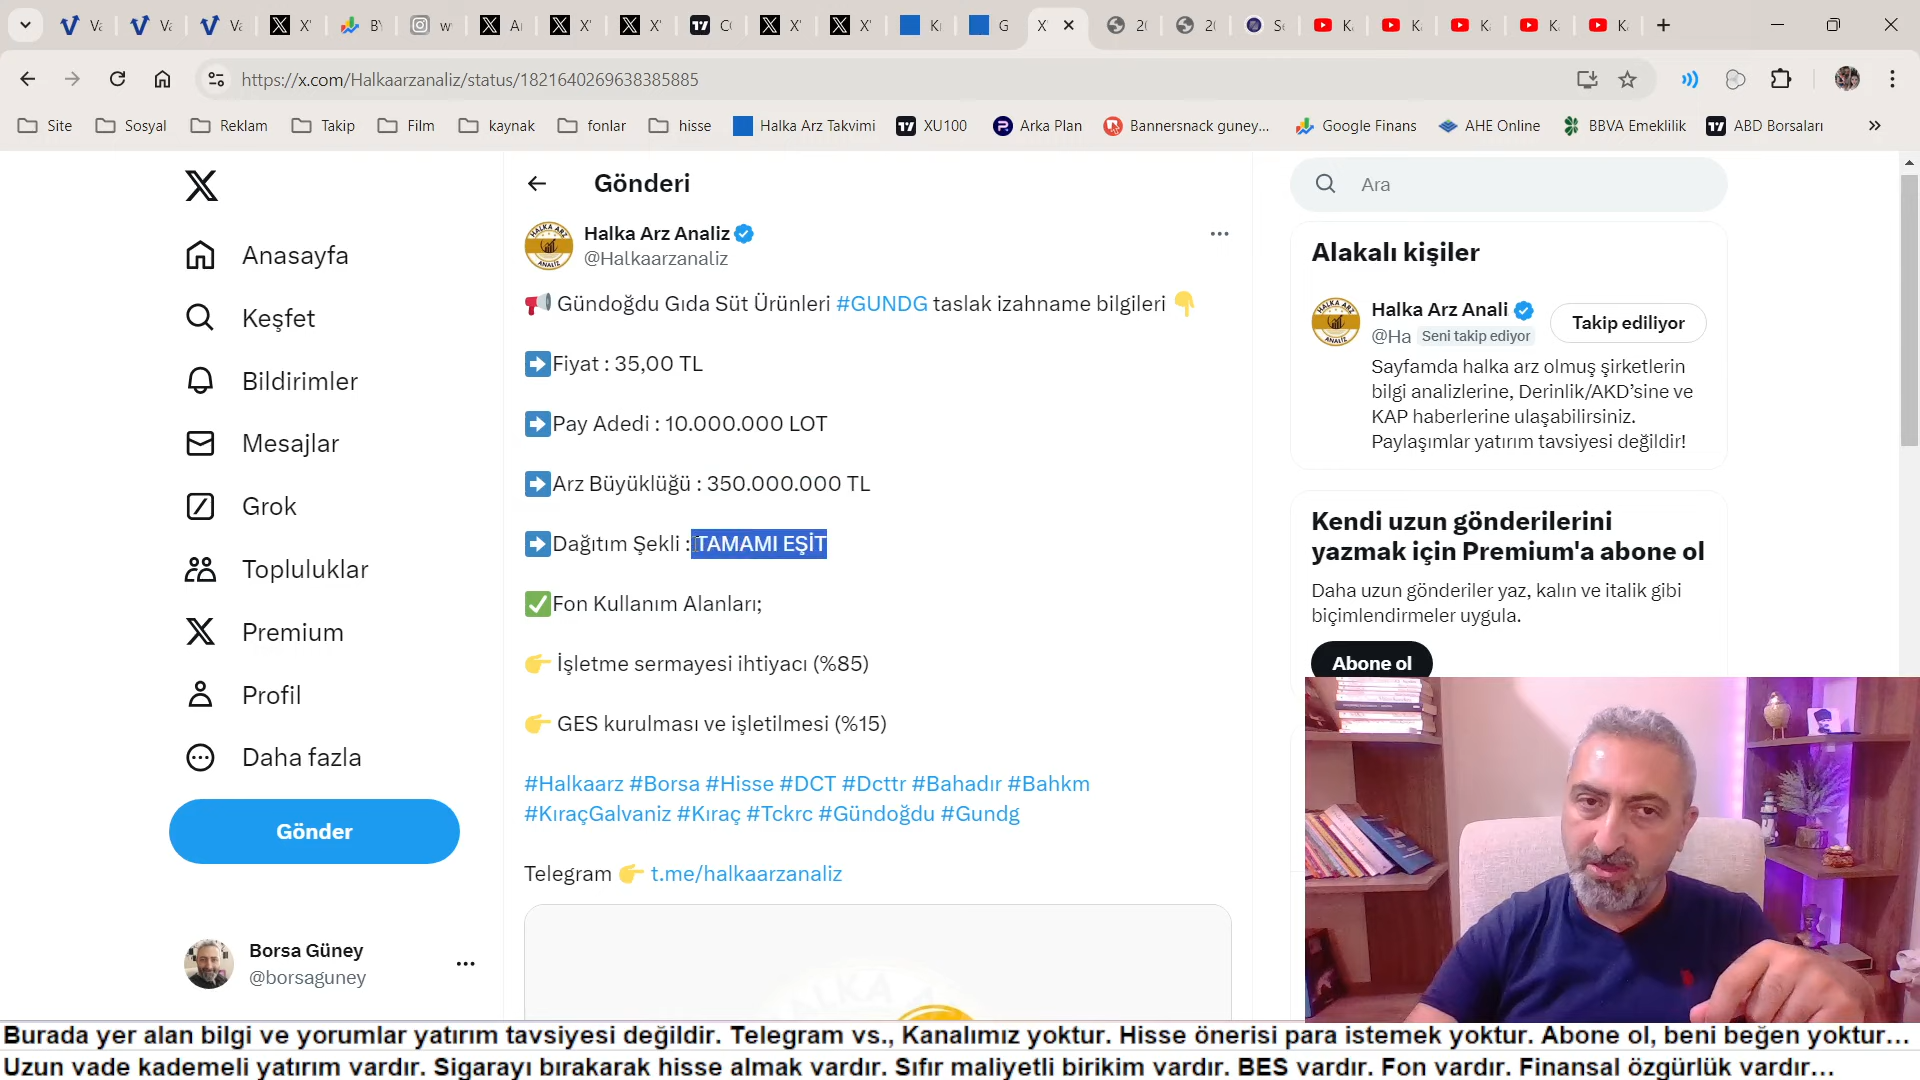 Va
Va
Va
X'
BY
w
A
X'
X'
X'
X'
K
G
X
2(
2(
Se
K
K
K
K
K
https://x.com/Halkaarzanaliz/status/1821640269638385885
Site
Sosyal
Reklam
Takip
Film
kaynak
fonlar
hisse
Halka Arz Takvimi
XU100
Arka Plan
Bannersnack guney...
Google Finans
AHE Online
BBVA Emeklilik
ABD Borsaları
Anasayfa
Keşfet
Bildirimler
Mesajlar
Grok
Topluluklar
Premium
Profil
Daha fazla
Gönder
Borsa Güney
@borsaguney
Gönderi
Halka Arz Analiz
@Halkaarzanaliz
Gündoğdu Gıda Süt Ürünleri #GUNDG taslak izahname bilgileri
Fiyat : 35,00 TL
Pay Adedi : 10.000.000 LOT
Arz Büyüklüğü : 350.000.000 TL
Dağıtım Şekli : TAMAMI EŞİT
Fon Kullanım Alanları;
İşletme sermayesi ihtiyacı (%85)
GES kurulması ve işletilmesi (%15)
#Halkaarz #Borsa #Hisse #DCT #Dcttr #Bahadır #Bahkm
#KıraçGalvaniz #Kıraç #Tckrc #Gündoğdu #Gundg
Telegram t.me/halkaarzanaliz
Ara
Alakalı kişiler
Halka Arz Anali
@Ha Seni takip ediyor
Takip ediliyor
Sayfamda halka arz olmuş şirketlerin
bilgi analizlerine, Derinlik/AKD’sine ve
KAP haberlerine ulaşabilirsiniz.
Paylaşımlar yatırım tavsiyesi değildir!
Kendi uzun gönderilerini
yazmak için Premium'a abone ol
Daha uzun gönderiler yaz, kalın ve italik gibi
biçimlendirmeler uygula.
Abone ol
Burada yer alan bilgi ve yorumlar yatırım tavsiyesi değildir. Telegram vs., Kanalımız yoktur. Hisse önerisi para istemek yoktur. Abone ol, beni beğen yoktur...
Uzun vade kademeli yatırım vardır. Sigarayı bırakarak hisse almak vardır. Sıfır maliyetli birikim vardır. BES vardır. Fon vardır. Finansal özgürlük vardır...